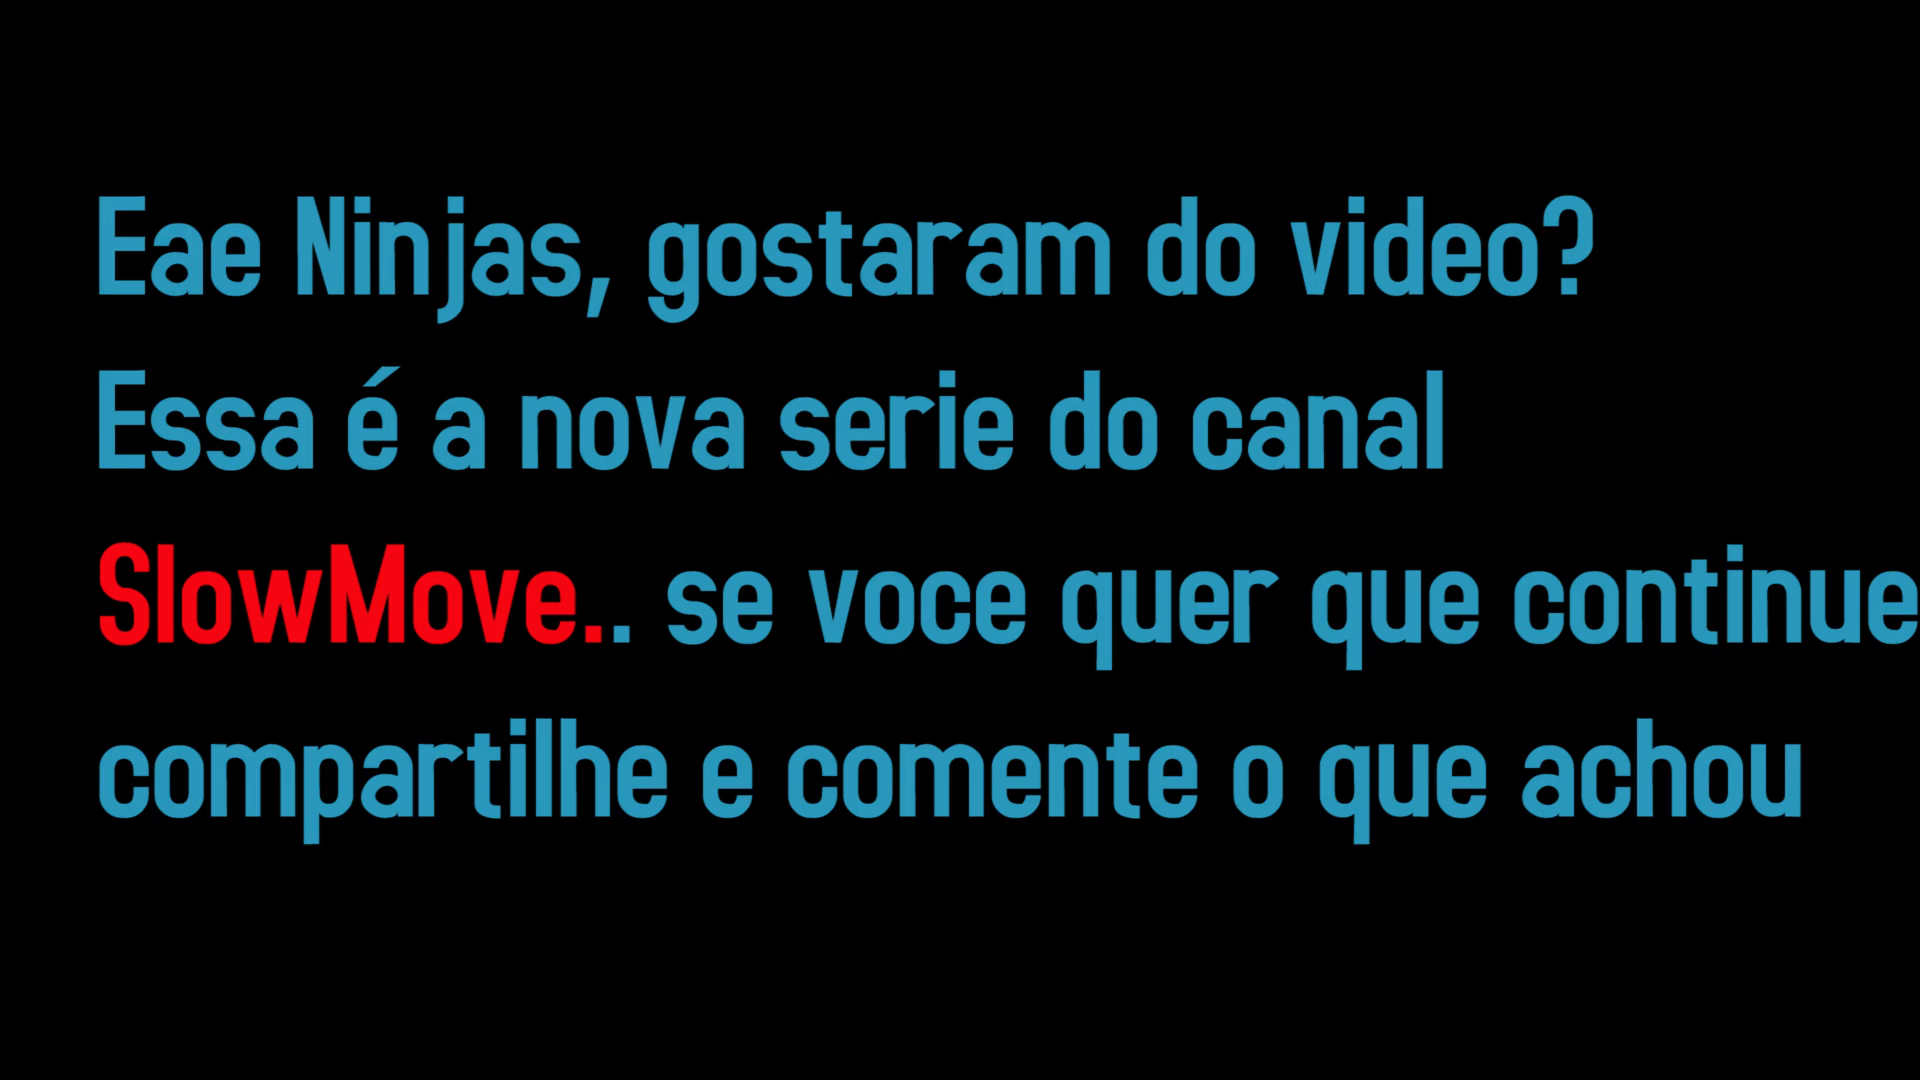 Eae Ninjas, gostaram do video?
Essa é a nova serie do canal
SlowMove.. se voce quer que continue
compartilhe e comente o que achou